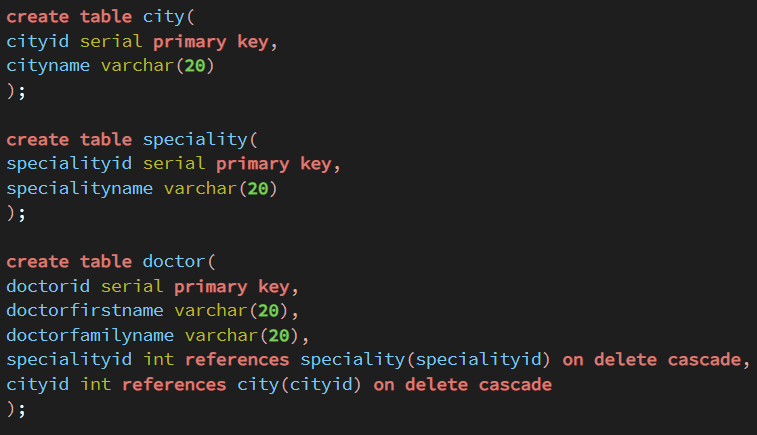 create table city(
cityid serial primary key,
cityname varchar(20)
);
create table speciality(
specialityid serial primary key,
specialityname varchar(20)
);
create table doctor(
doctorid serial primary key,
doctorfirstname varchar(20),
doctorfamilyname varchar(20),
specialityid int references speciality(specialityid) on delete cascade,
cityid int references city(cityid) on delete cascade
);